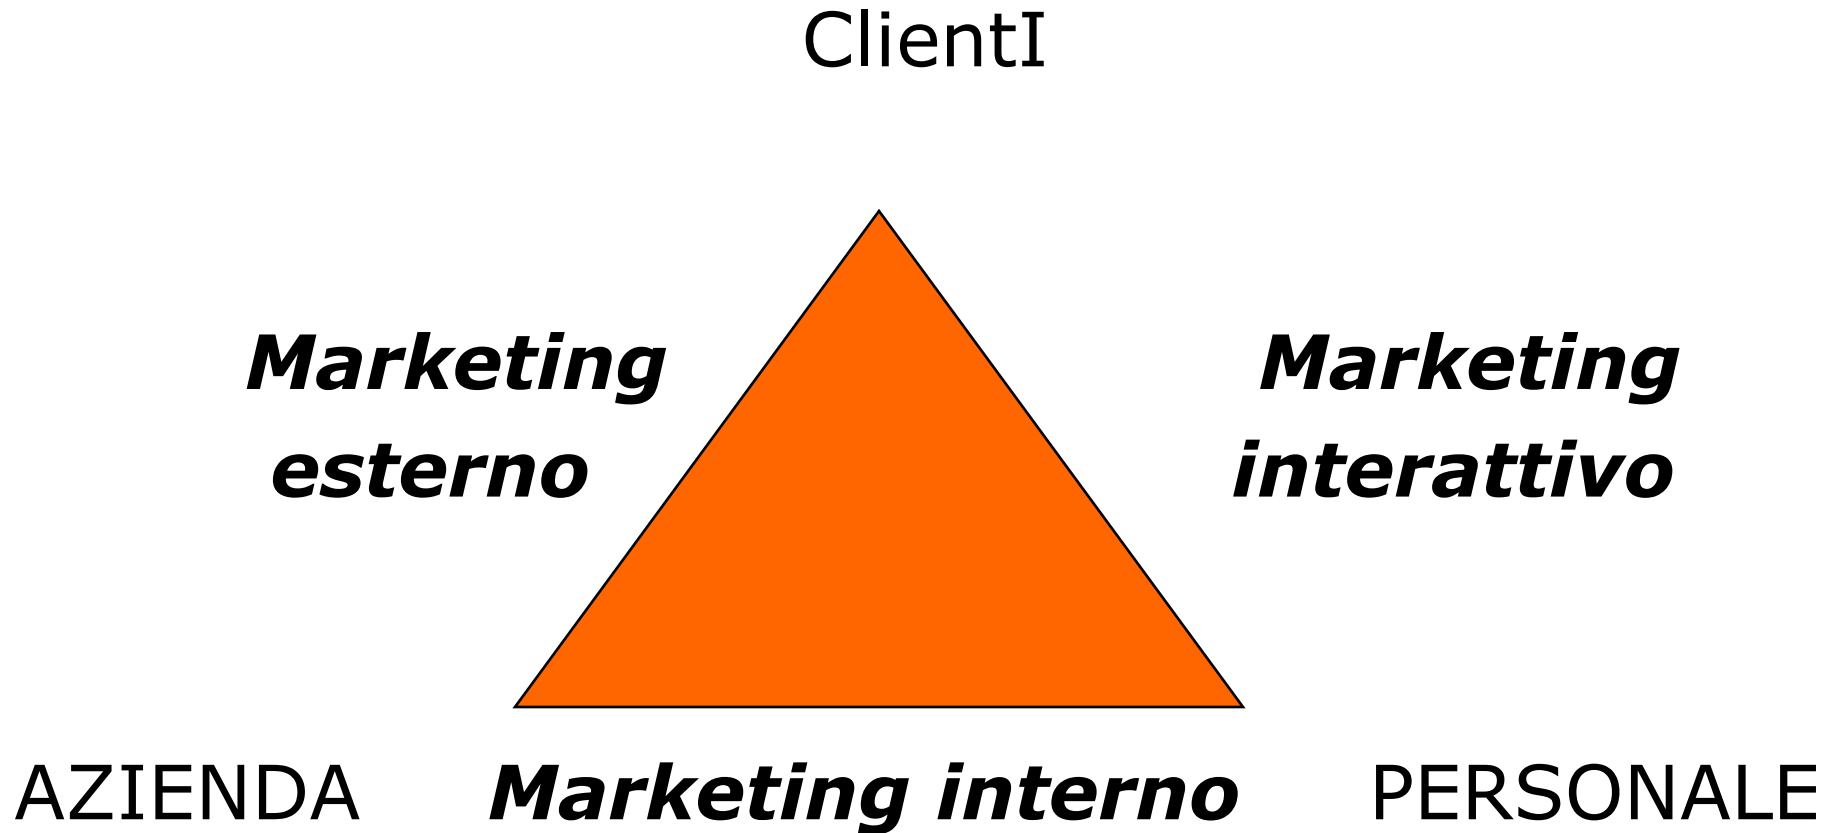 ClientI
Marketing
esterno
Marketing
interattivo
AZIENDA
Marketing interno
PERSONALE